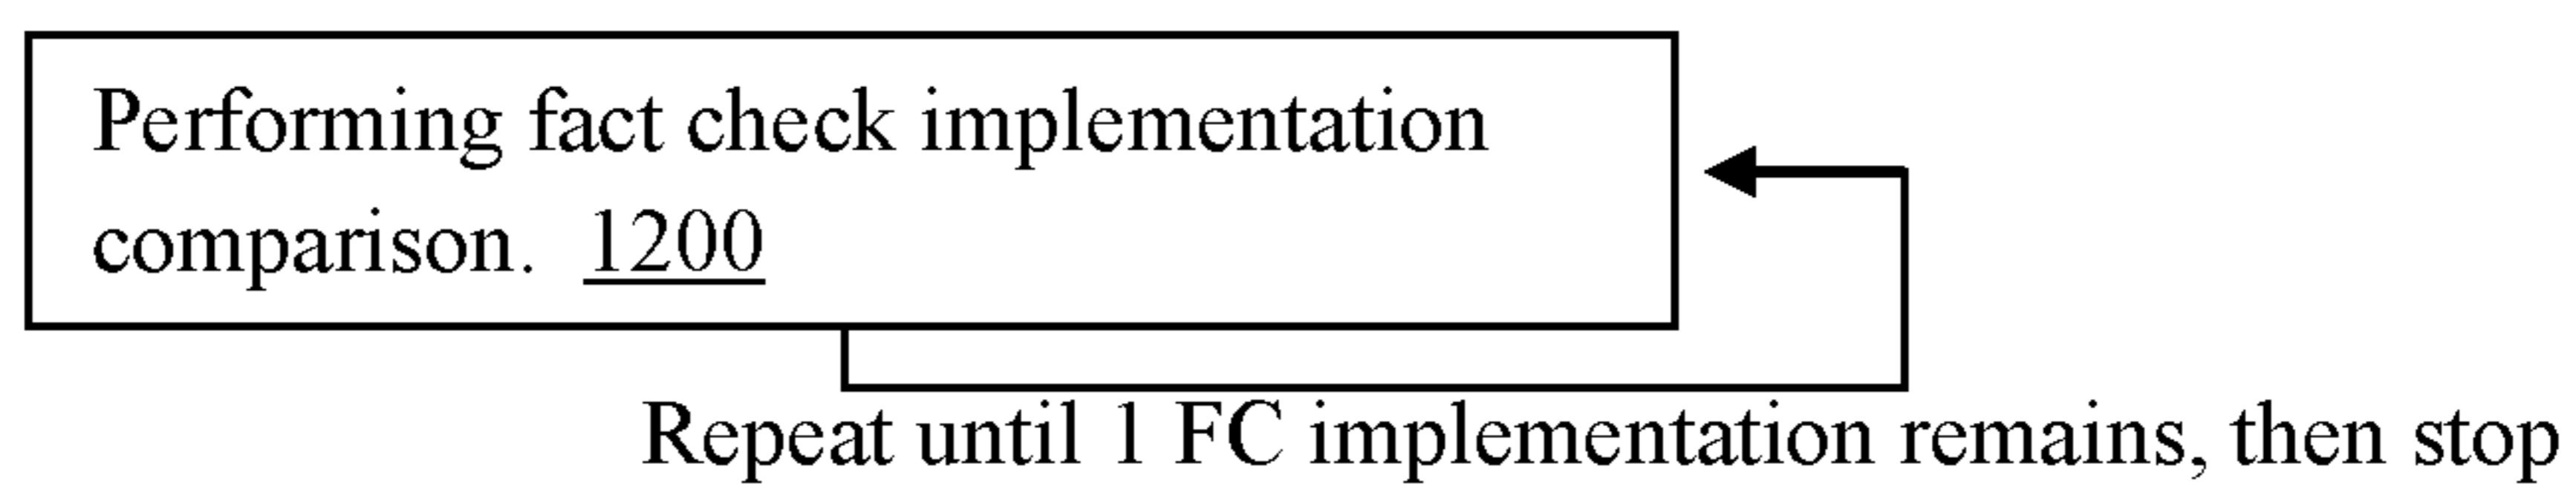 Performing fact check implementation
comparison. 1200
Repeat until 1 FC implementation remains, then stop